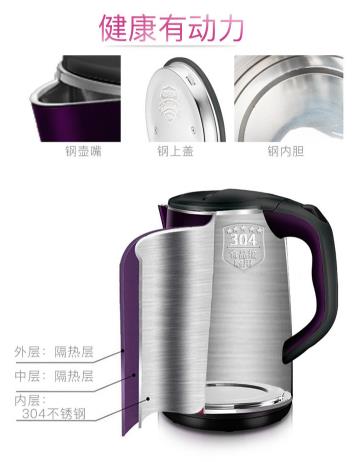 健康有动力
钢壶嘴
钢上盖
钢内胆
304
食品级
外层：隔热层
中层：隔热层
内层：
304不锈钢